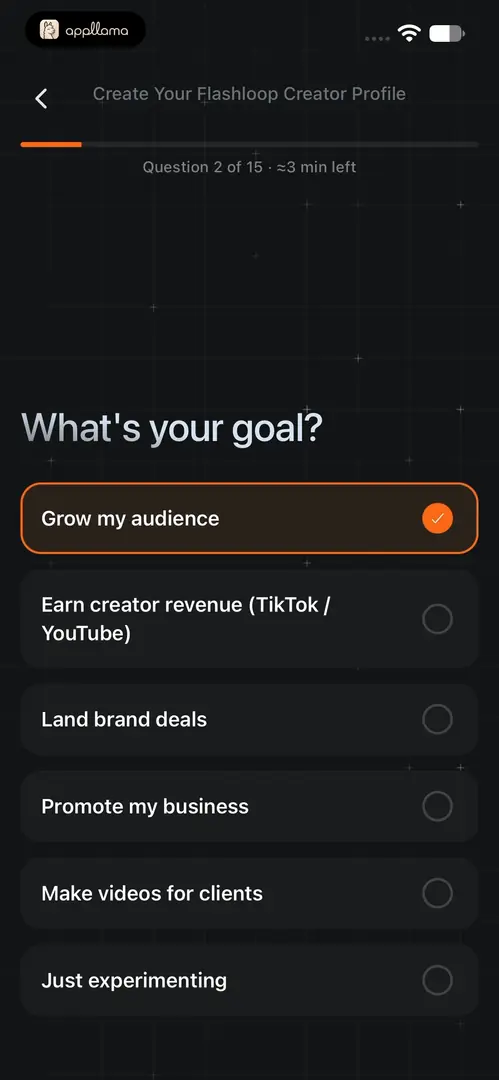 appllama
Create Your Flashloop Creator Profile
Question 2 of 15 · ≈3 min left
What's your goal?
Grow my audience
Earn creator revenue (TikTok /
YouTube)
Land brand deals
Promote my business
Make videos for clients
Just experimenting